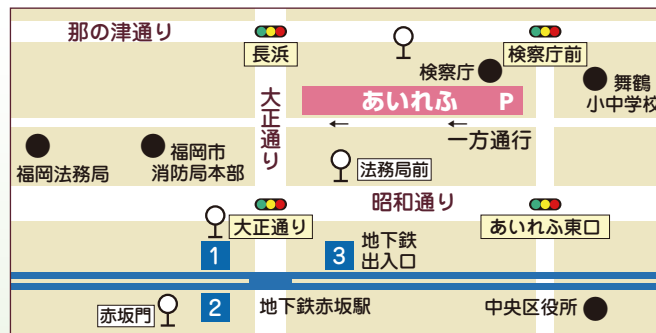 那の津通り
長浜
検察庁前
検察庁
舞鶴
小中学校
大正通り
あいれふ P
← ←
一方通行
福岡法務局
福岡市
消防局本部
法務局前
昭和通り
大正通り
あいれふ東口
1
3
地下鉄
出入口
赤坂門
2
地下鉄赤坂駅
中央区役所